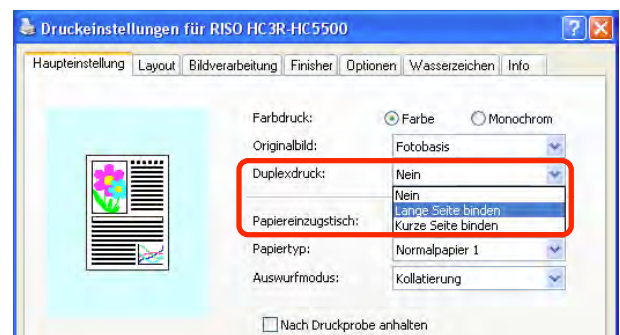 Druckeinstellungen für RISO HC3R-HC5500
Haupteinstellung Layout Bildverarbeitung Finisher Optionen Wasserzeichen Info
Farbdruck: Farbe Monochrom
Originalbild: Fotobasis
Duplexdruck: Nein
Nein
Lange Seite binden
Papiereinzugstisch:
Kurze Seite binden
Papiertyp: Normalpapier 1
Auswurfmodus: Kollatierung
Nach Druckprobe anhalten